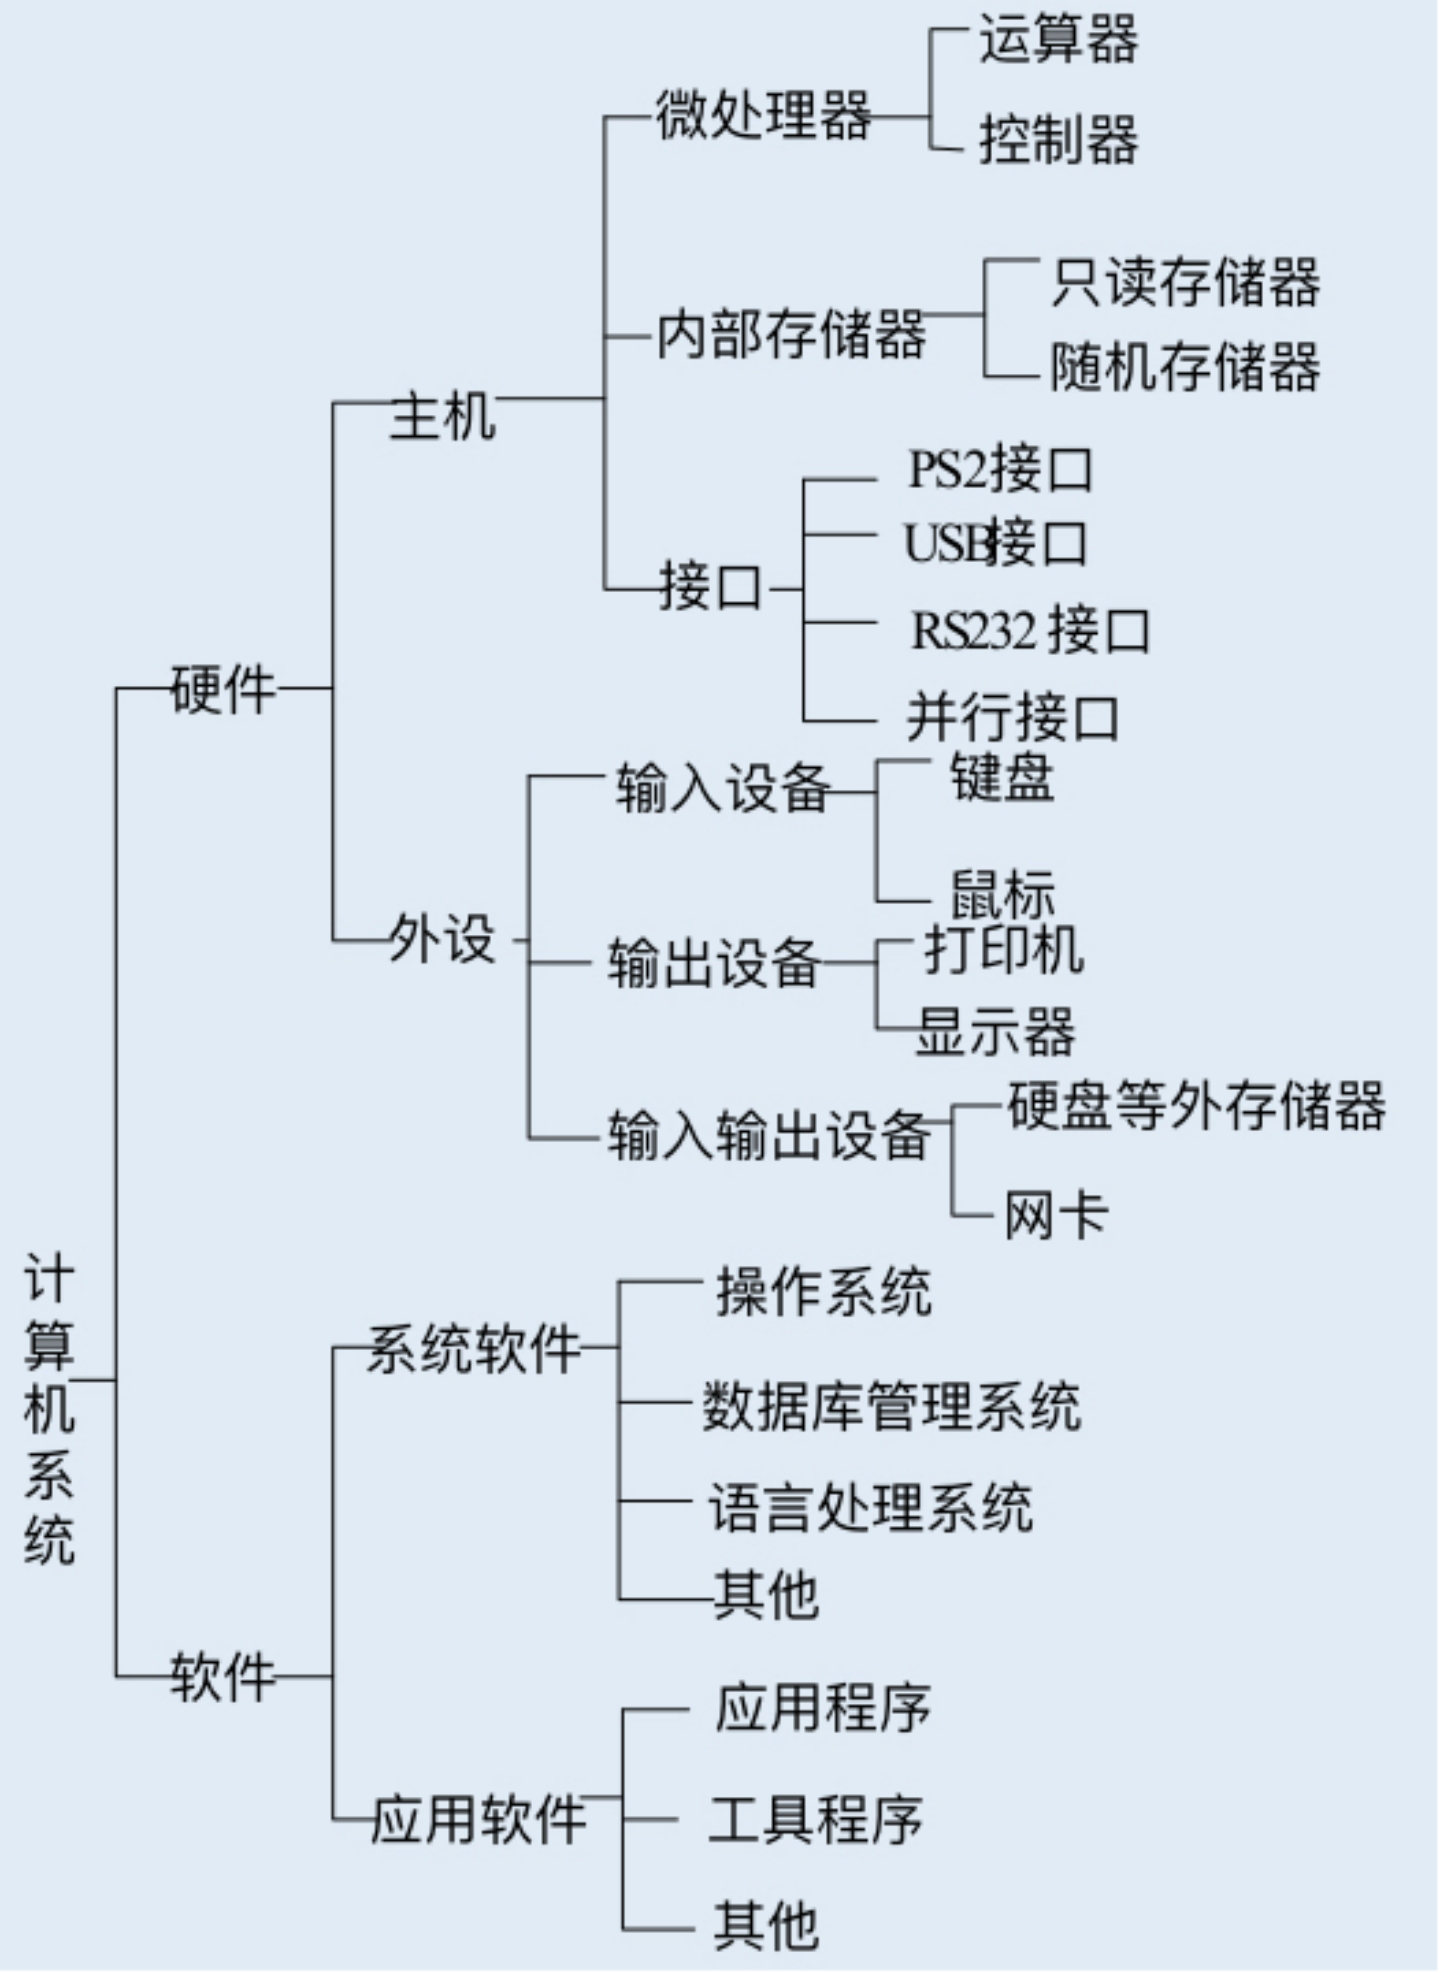 运算器
微处理器
控制器
只读存储器
内部存储器
随机存储器
主机
PS2接口
USB接口
接口
RS232 接口
硬件
并行接口
键盘
输入设备
鼠标
外设
打印机
输出设备
显示器
硬盘等外存储器
输入输出设备
网卡
计算机系统
操作系统
系统软件
数据库管理系统
语言处理系统
其他
软件
应用程序
应用软件
工具程序
其他